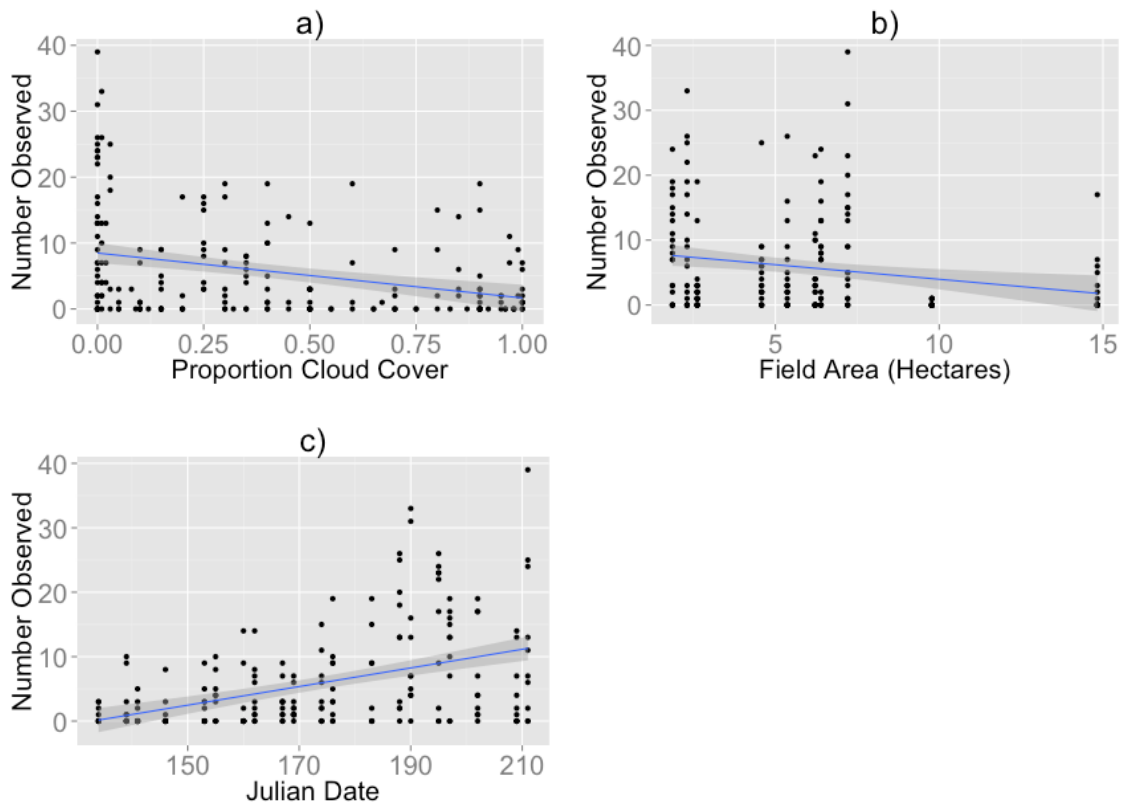 a)
40
30
20
10
0
Number Observed
0.00 0.25 0.50 0.75 1.00
Proportion Cloud Cover
b)
40
30
20
10
0
Number Observed
5 10 15
Field Area (Hectares)
c)
40
30
20
10
0
Number Observed
150 170 190 210
Julian Date